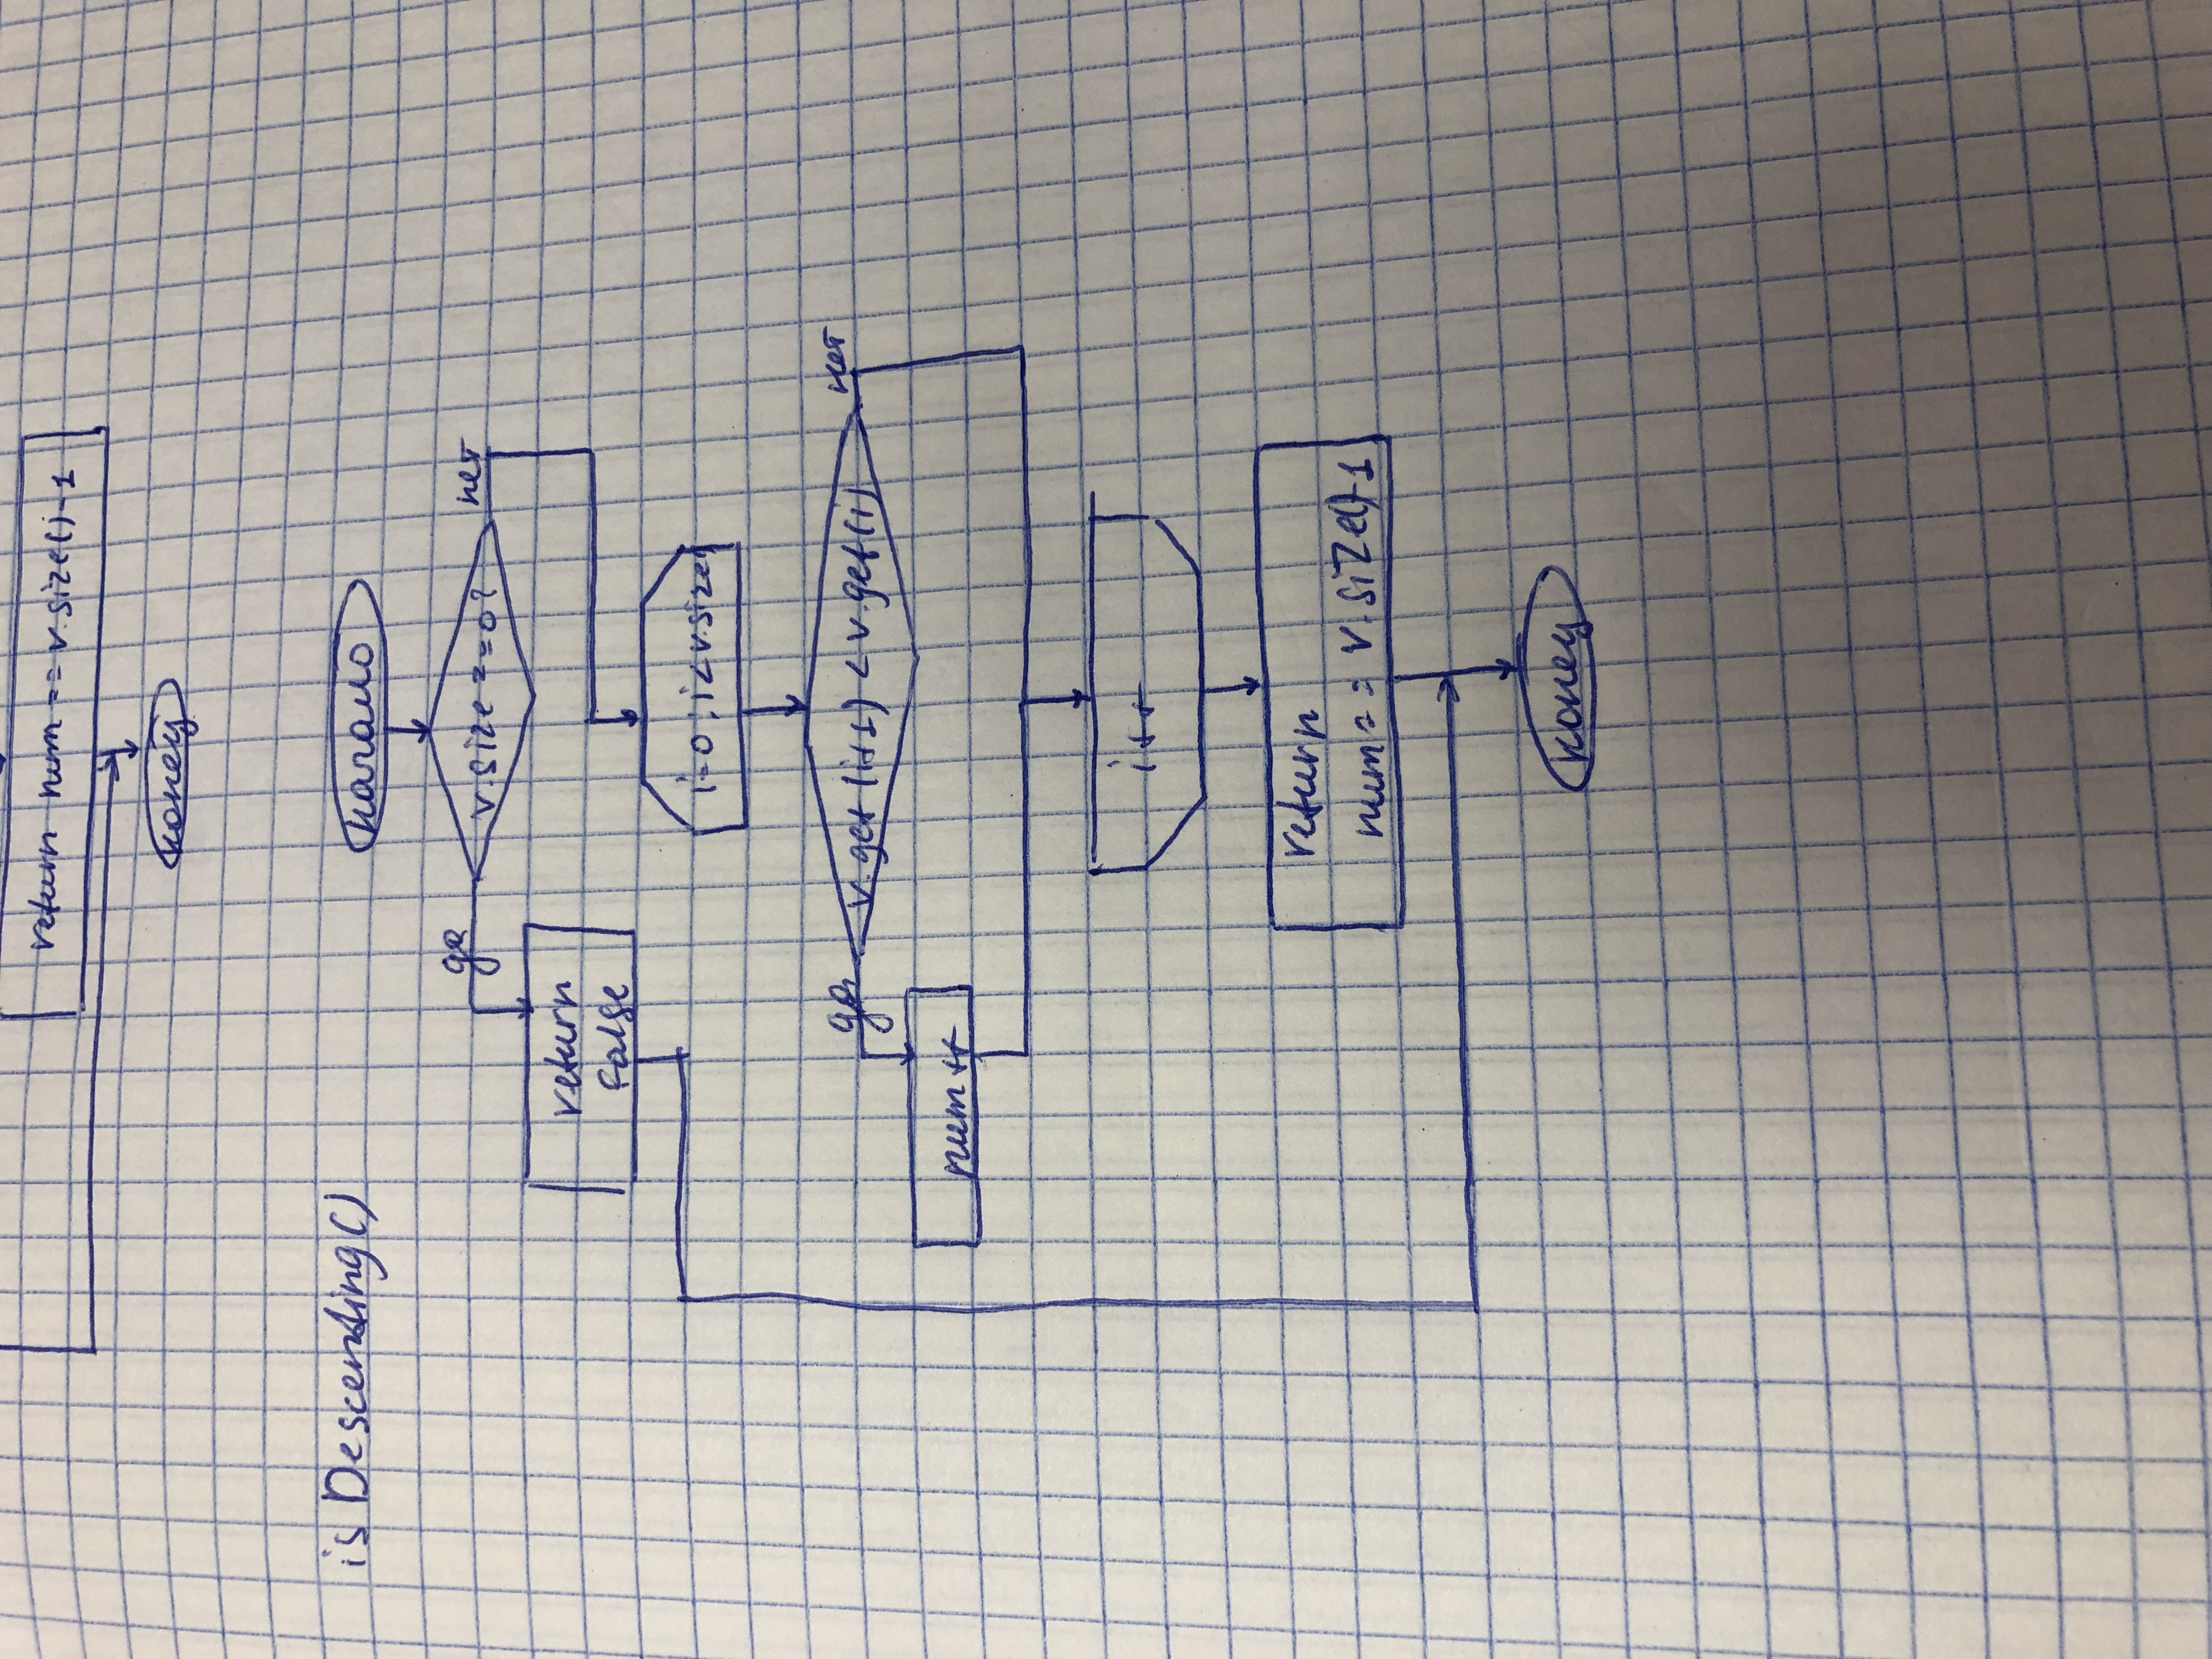 return num == v.size()-1
конец
is Descenting()
начало
да
v.size==0?
нет
return
false
i=0; i<v.size()
да
v.get(i+1) < v.get(i)
нет
num++
i++
return
num== v.size()-1
конец